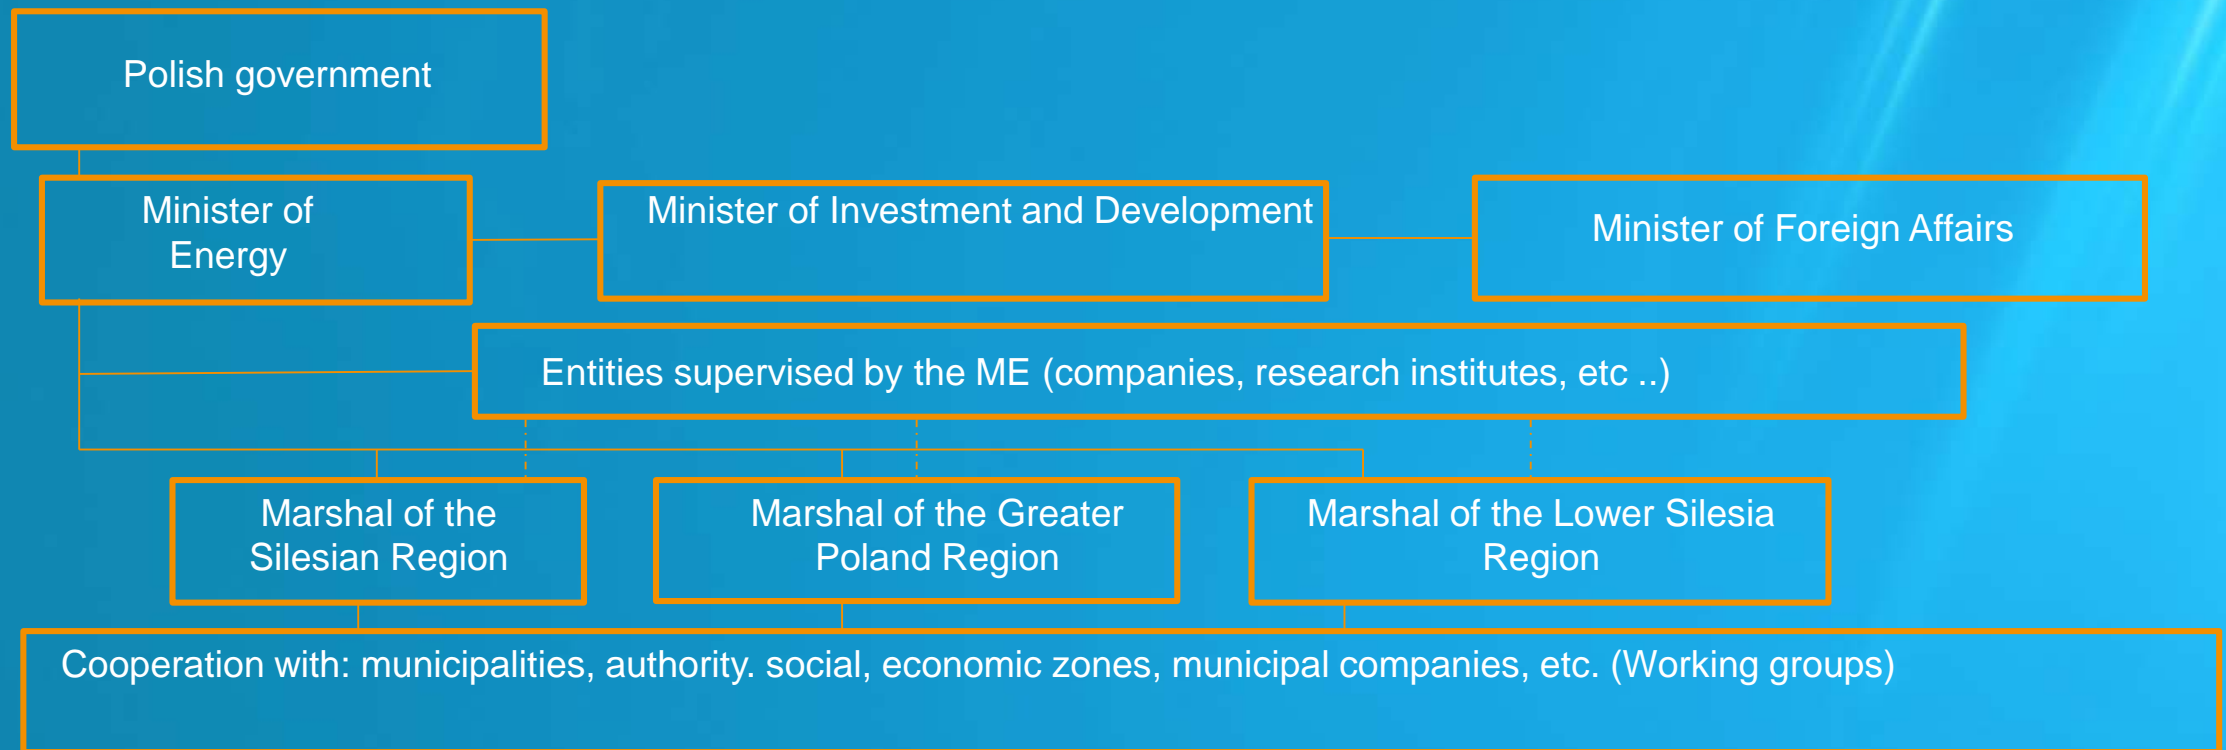 Polish government
Minister of
Energy
Minister of Investment and Development
Minister of Foreign Affairs
Entities supervised by the ME (companies, research institutes, etc ..)
Marshal of the
Silesian Region
Marshal of the Greater
Poland Region
Marshal of the Lower Silesia
Region
Cooperation with: municipalities, authority. social, economic zones, municipal companies, etc. (Working groups)